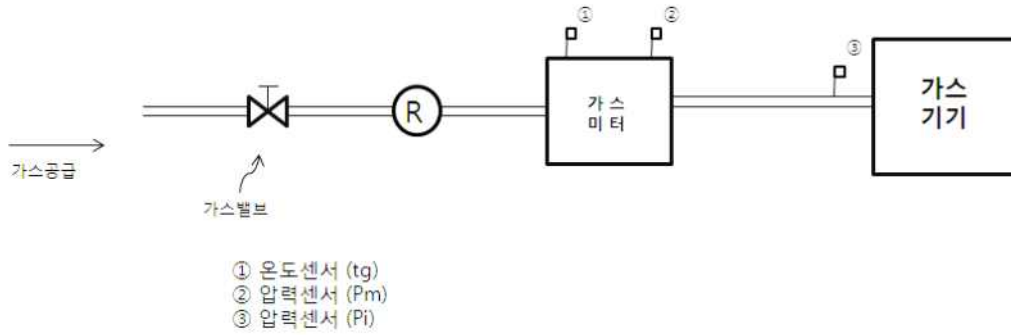 ①
②
③
R
가 스
미 터
가스
기기
가스공급
가스밸브
① 온도센서 (tg)
② 압력센서 (Pm)
③ 압력센서 (Pi)